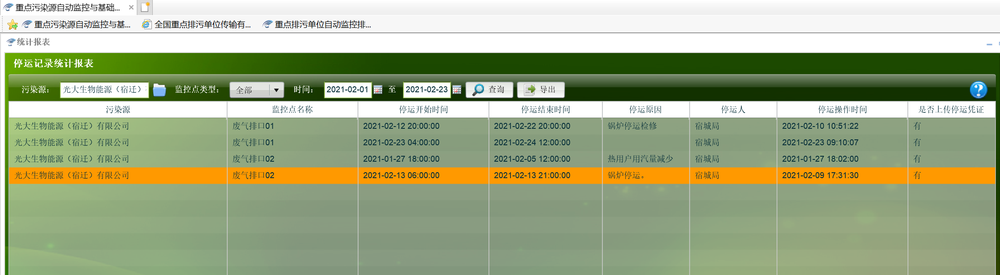 重点污染源自动监控与基础...
重点污染源自动监控与基... 全国重点排污单位传输有... 重点排污单位自动监控排...
统计报表
停运记录统计报表
污染源： 光大生物能源（宿迁） 监控点类型： 全部 时间： 2021-02-01 至 2021-02-23 查询 导出
污染源 监控点名称 停运开始时间 停运结束时间 停运原因 停运人 停运操作时间 是否上传停运凭证
光大生物能源（宿迁）有限公司 废气排口01 2021-02-12 20:00:00 2021-02-22 20:00:00 锅炉停运检修 宿城局 2021-02-10 10:51:22 有
光大生物能源（宿迁）有限公司 废气排口01 2021-02-23 04:00:00 2021-02-24 12:00:00 宿城局 2021-02-23 09:10:07 有
光大生物能源（宿迁）有限公司 废气排口02 2021-01-27 18:00:00 2021-02-05 12:00:00 热用户用汽量减少 宿城局 2021-01-27 18:02:00 有
光大生物能源（宿迁）有限公司 废气排口02 2021-02-13 06:00:00 2021-02-13 21:00:00 锅炉停运。 宿城局 2021-02-09 17:31:30 有